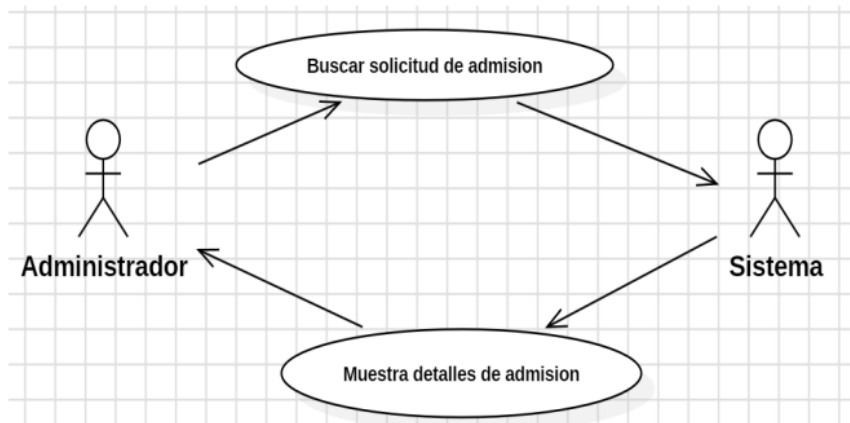 Buscar solicitud de admision
Administrador
Sistema
Muestra detalles de admision